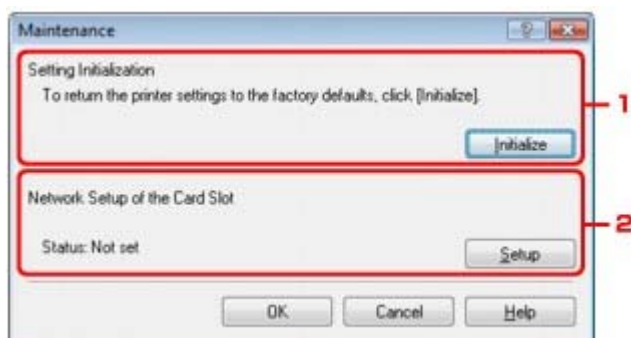 Maintenance
Setting Initialization
To return the printer settings to the factory defaults, click [Initialize].
1
Initialize
Network Setup of the Card Slot
2
Status: Not set
Setup
OK
Cancel
Help